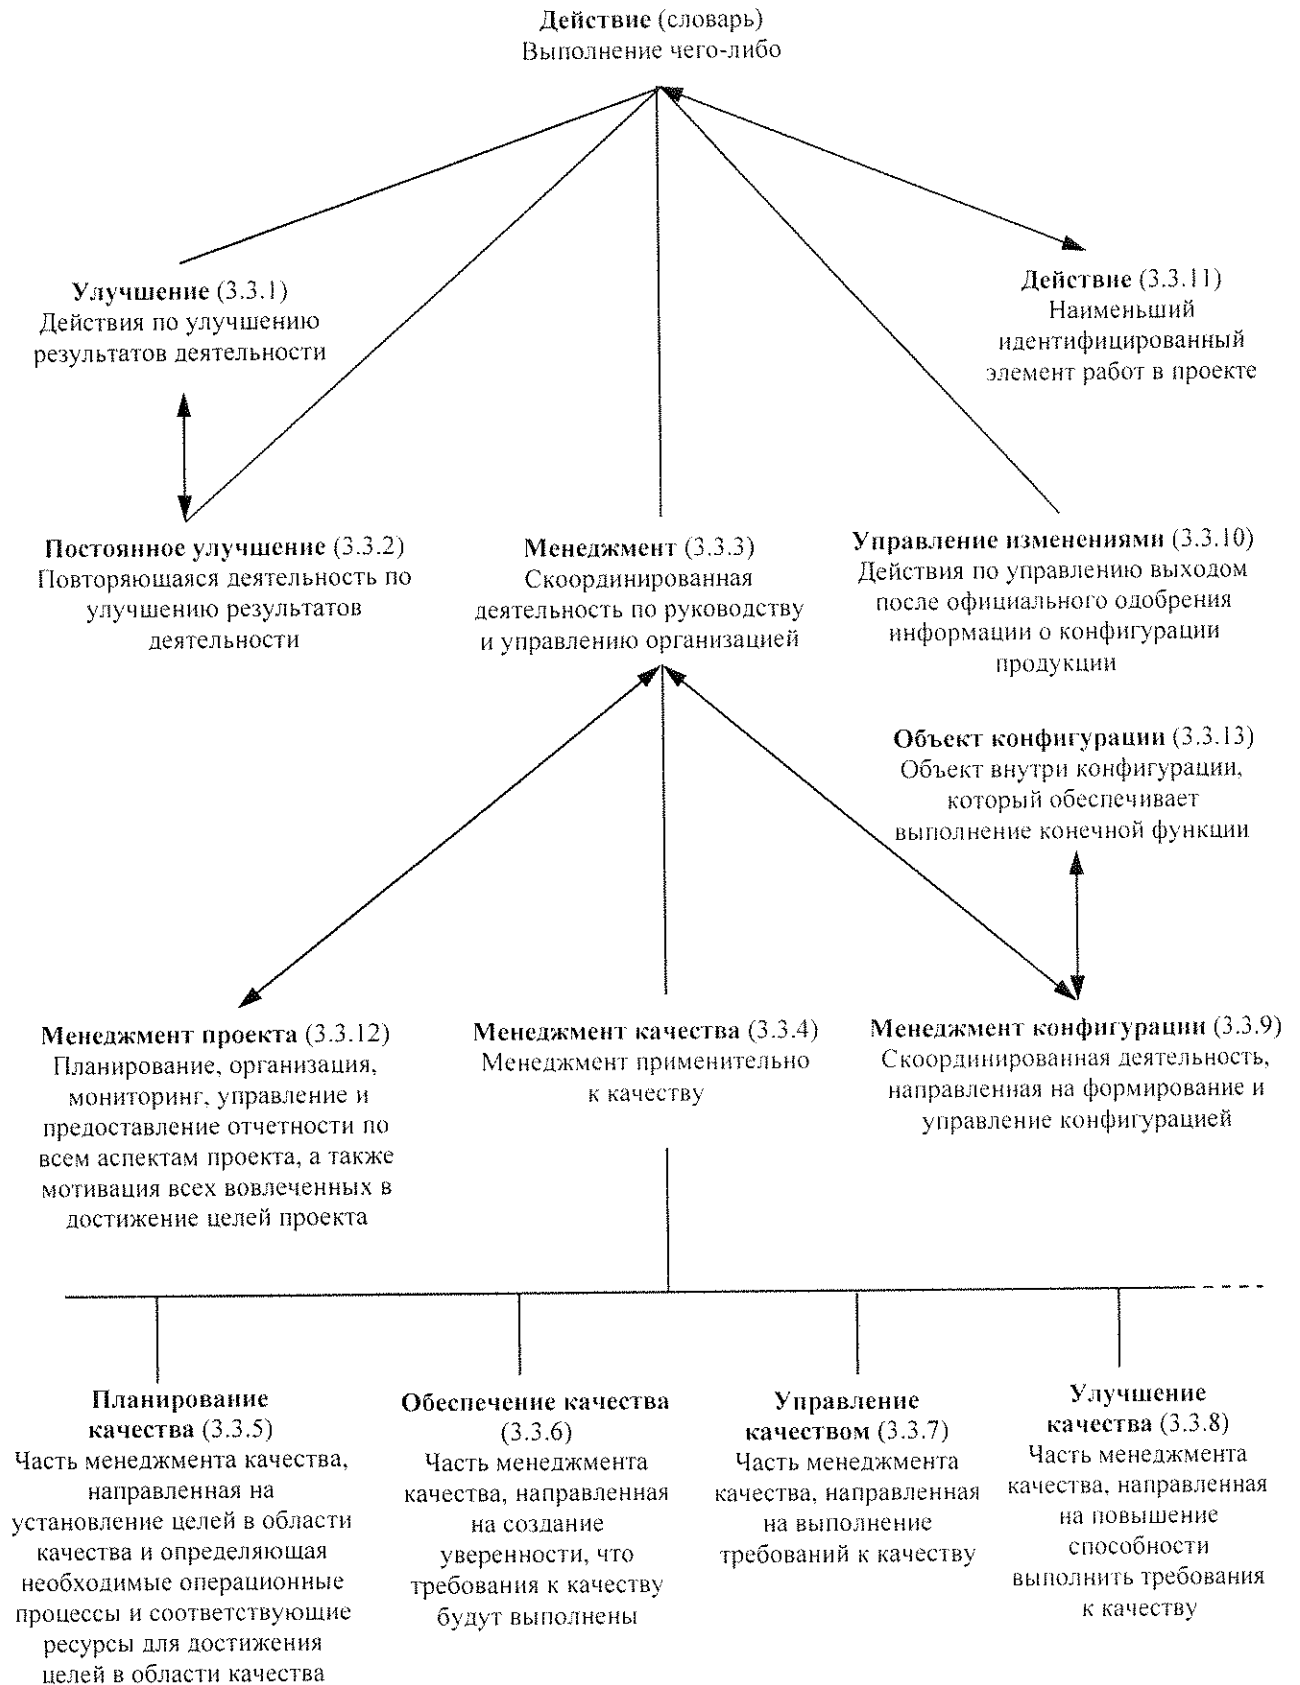 Действие (словарь)
Выполнение чего-либо
Улучшение (3.3.1)
Действия по улучшению
результатов деятельности
Действие (3.3.11)
Наименьший
идентифицированный
элемент работ в проекте
Постоянное улучшение (3.3.2)
Повторяющаяся деятельность по
улучшению результатов
деятельности
Менеджмент (3.3.3)
Скоординированная
деятельность по руководству
и управлению организацией
Управление изменениями (3.3.10)
Действия по управлению выходом
после официального одобрения
информации о конфигурации
продукции
Объект конфигурации (3.3.13)
Объект внутри конфигурации,
который обеспечивает
выполнение конечной функции
Менеджмент проекта (3.3.12)
Планирование, организация,
мониторинг, управление и
предоставление отчетности по
всем аспектам проекта, а также
мотивация всех вовлеченных в
достижение целей проекта
Менеджмент качества (3.3.4)
Менеджмент применительно
к качеству
Менеджмент конфигурации (3.3.9)
Скоординированная деятельность,
направленная на формирование и
управление конфигурацией
Планирование
качества (3.3.5)
Часть менеджмента качества,
направленная на
установление целей в области
качества и определяющая
необходимые операционные
процессы и соответствующие
ресурсы для достижения
целей в области качества
Обеспечение качества
(3.3.6)
Часть менеджмента
качества, направленная
на создание
уверенности, что
требования к качеству
будут выполнены
Управление
качеством (3.3.7)
Часть менеджмента
качества, направленная
на выполнение
требований к качеству
Улучшение
качества (3.3.8)
Часть менеджмента
качества, направленная
на повышение
способности
выполнить требования
к качеству